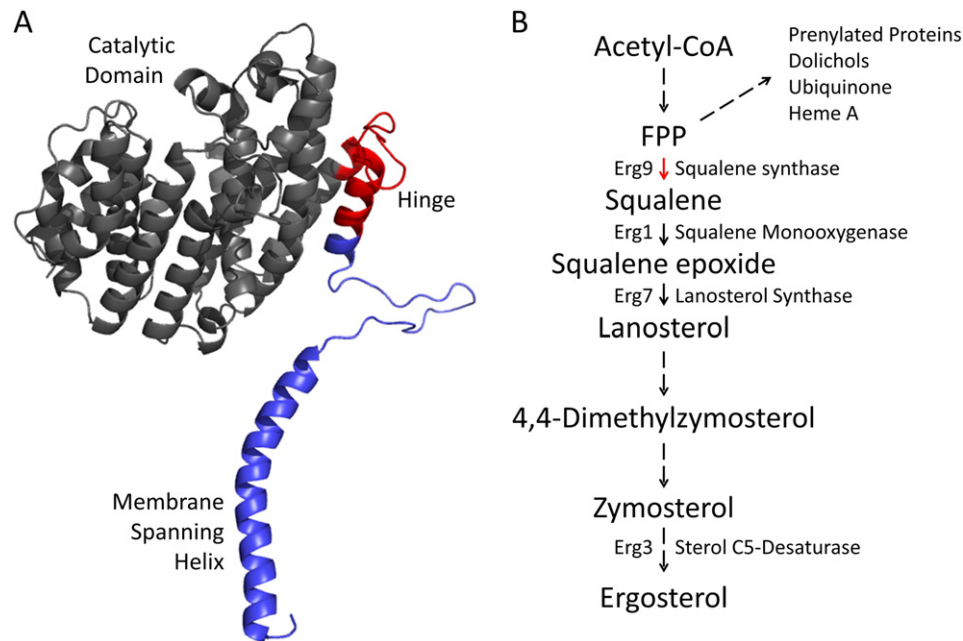 A
Catalytic
Domain
Hinge
Membrane
Spanning
Helix
B
Acetyl-CoA
Prenylated Proteins
Dolichols
Ubiquinone
Heme A
FPP
Erg9 Squalene synthase
Squalene
Erg1 Squalene Monooxygenase
Squalene epoxide
Erg7 Lanosterol Synthase
Lanosterol
4,4-Dimethylzymosterol
Zymosterol
Erg3 Sterol C5-Desaturase
Ergosterol